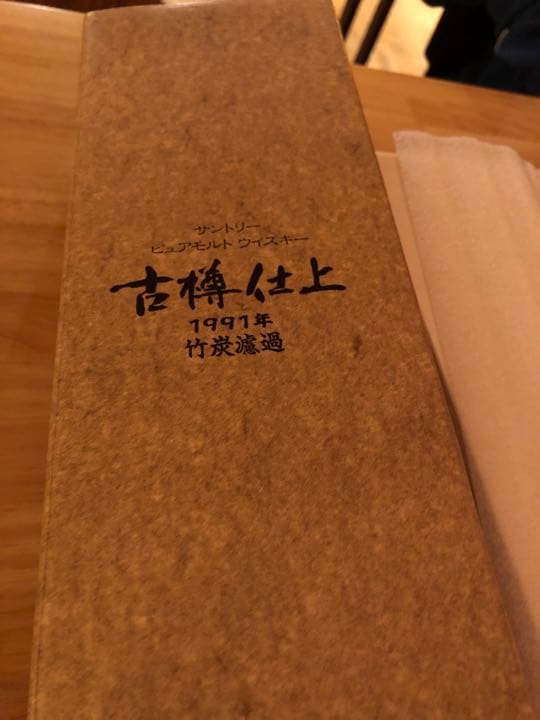 サントリー
ピュアモルト ウイスキー
古樽仕上
1991年
竹炭濾過